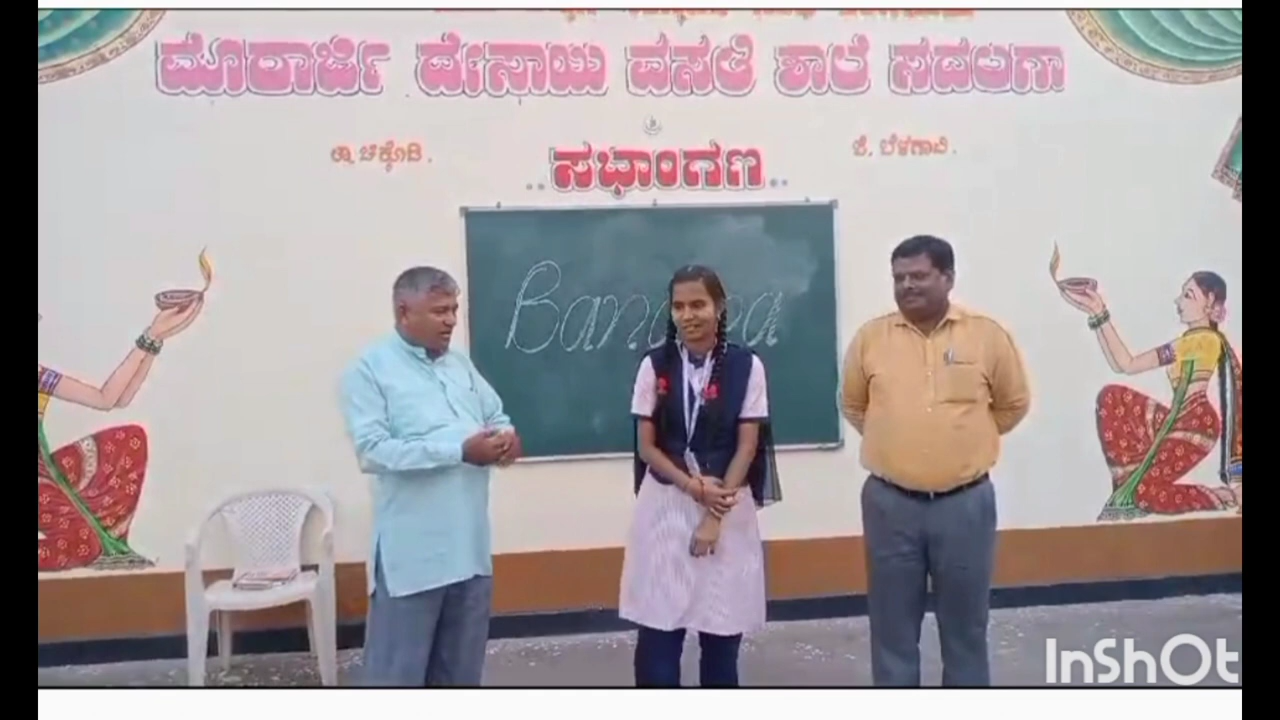 ಮೊರಾರ್ಜಿ ದೇಸಾಯಿ ವಸತಿ ಶಾಲೆ ಸದಲಗಾ
ತಾ. ಚಿಕ್ಕೋಡಿ. ಜಿ. ಬೆಳಗಾವಿ.
..ಸಭಾಂಗಣ..
InShOt